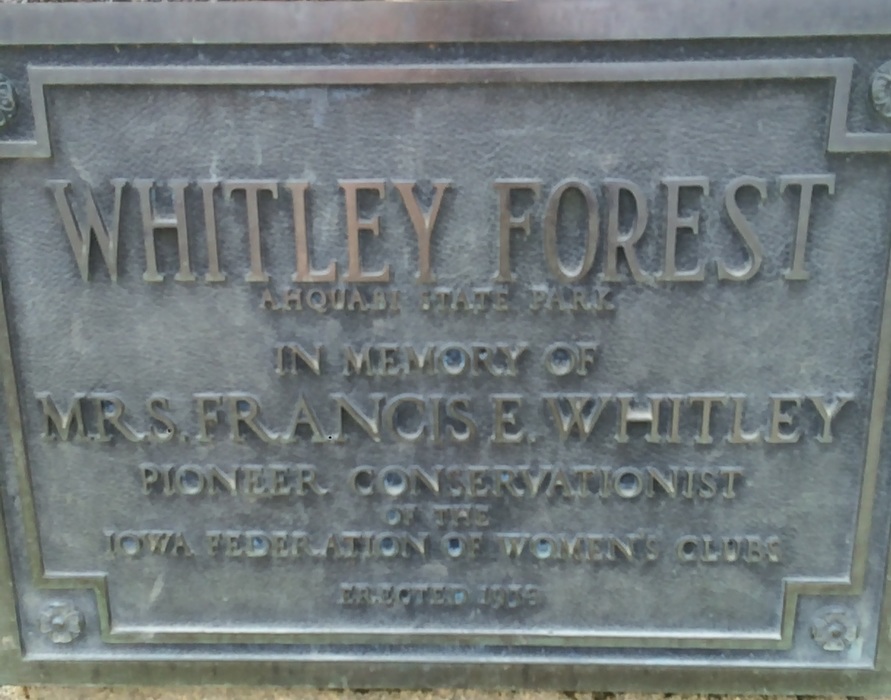 WHITLEY FOREST
AHQUABI STATE PARK
IN MEMORY OF
MRS. FRANCIS E. WHITLEY
PIONEER CONSERVATIONIST
OF THE
IOWA FEDERATION OF WOMEN'S CLUBS
ERECTED